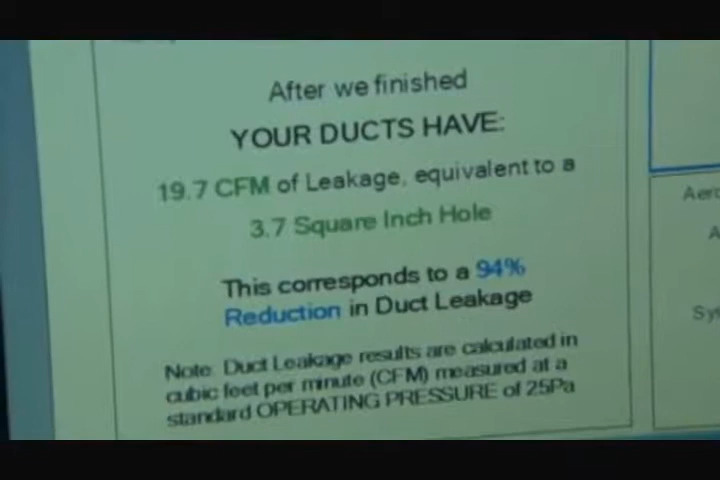 After we finished
YOUR DUCTS HAVE:
19.7 CFM of Leakage, equivalent to a
3.7 Square Inch Hole
This corresponds to a 94%
Reduction in Duct Leakage
Note: Duct Leakage results are calculated in
cubic feet per minute (CFM) measured at a
standard OPERATING PRESSURE of 25Pa